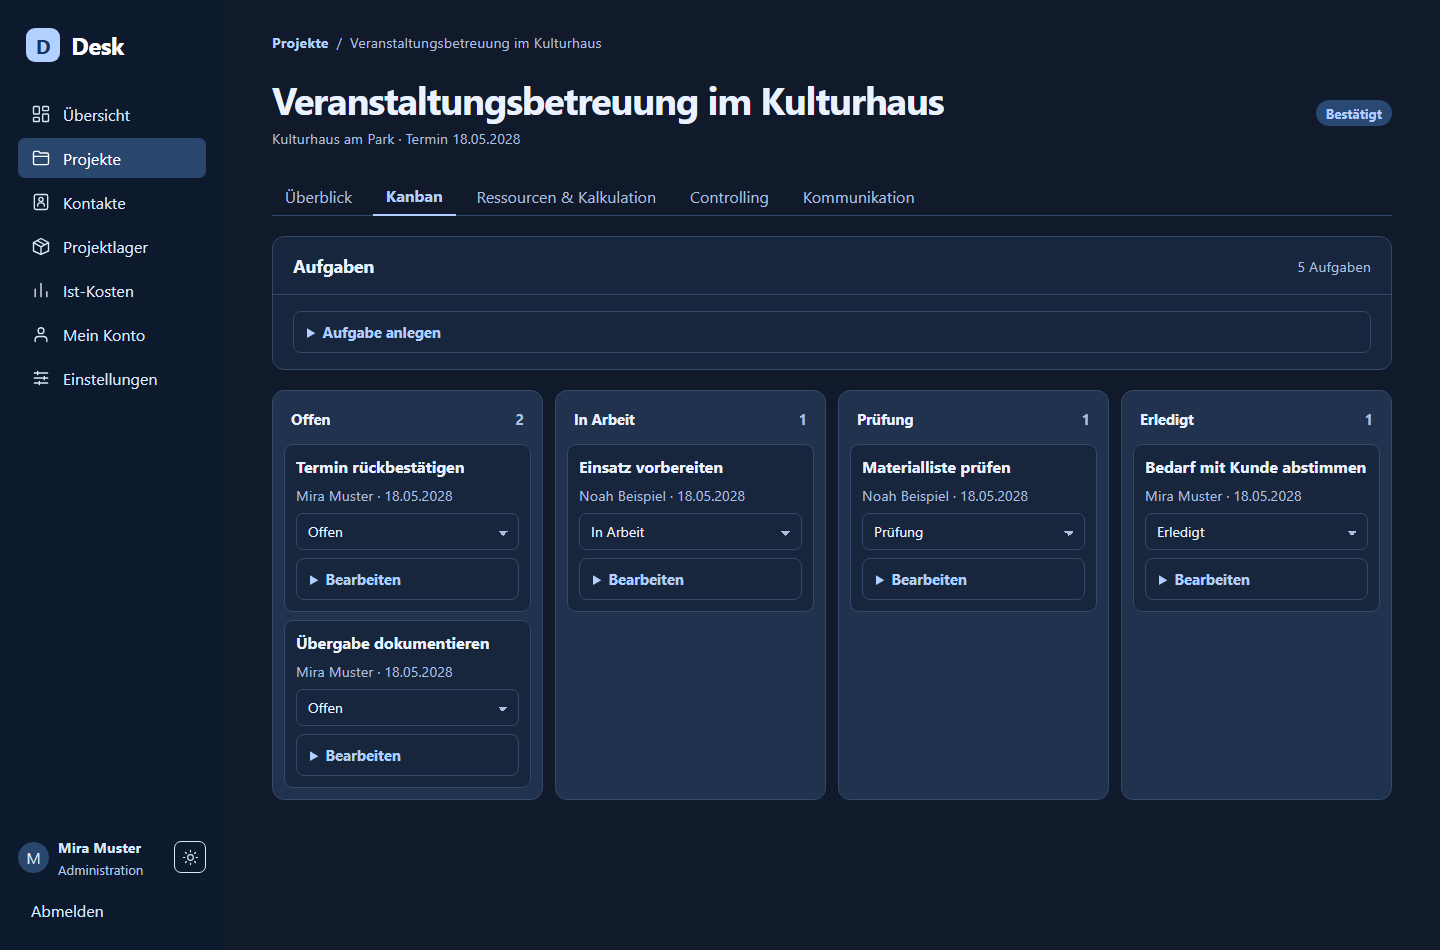 D Desk
Übersicht
Projekte
Kontakte
Projektlager
Ist-Kosten
Mein Konto
Einstellungen
M
Mira Muster
Administration
Abmelden
Projekte / Veranstaltungsbetreuung im Kulturhaus
Veranstaltungsbetreuung im Kulturhaus
Kulturhaus am Park · Termin 18.05.2028
Bestätigt
Überblick Kanban Ressourcen & Kalkulation Controlling Kommunikation
Aufgaben 5 Aufgaben
Aufgabe anlegen
Offen 2
Termin rückbestätigen
Mira Muster · 18.05.2028
Offen
Bearbeiten
Übergabe dokumentieren
Mira Muster · 18.05.2028
Offen
Bearbeiten
In Arbeit 1
Einsatz vorbereiten
Noah Beispiel · 18.05.2028
In Arbeit
Bearbeiten
Prüfung 1
Materialliste prüfen
Noah Beispiel · 18.05.2028
Prüfung
Bearbeiten
Erledigt 1
Bedarf mit Kunde abstimmen
Mira Muster · 18.05.2028
Erledigt
Bearbeiten